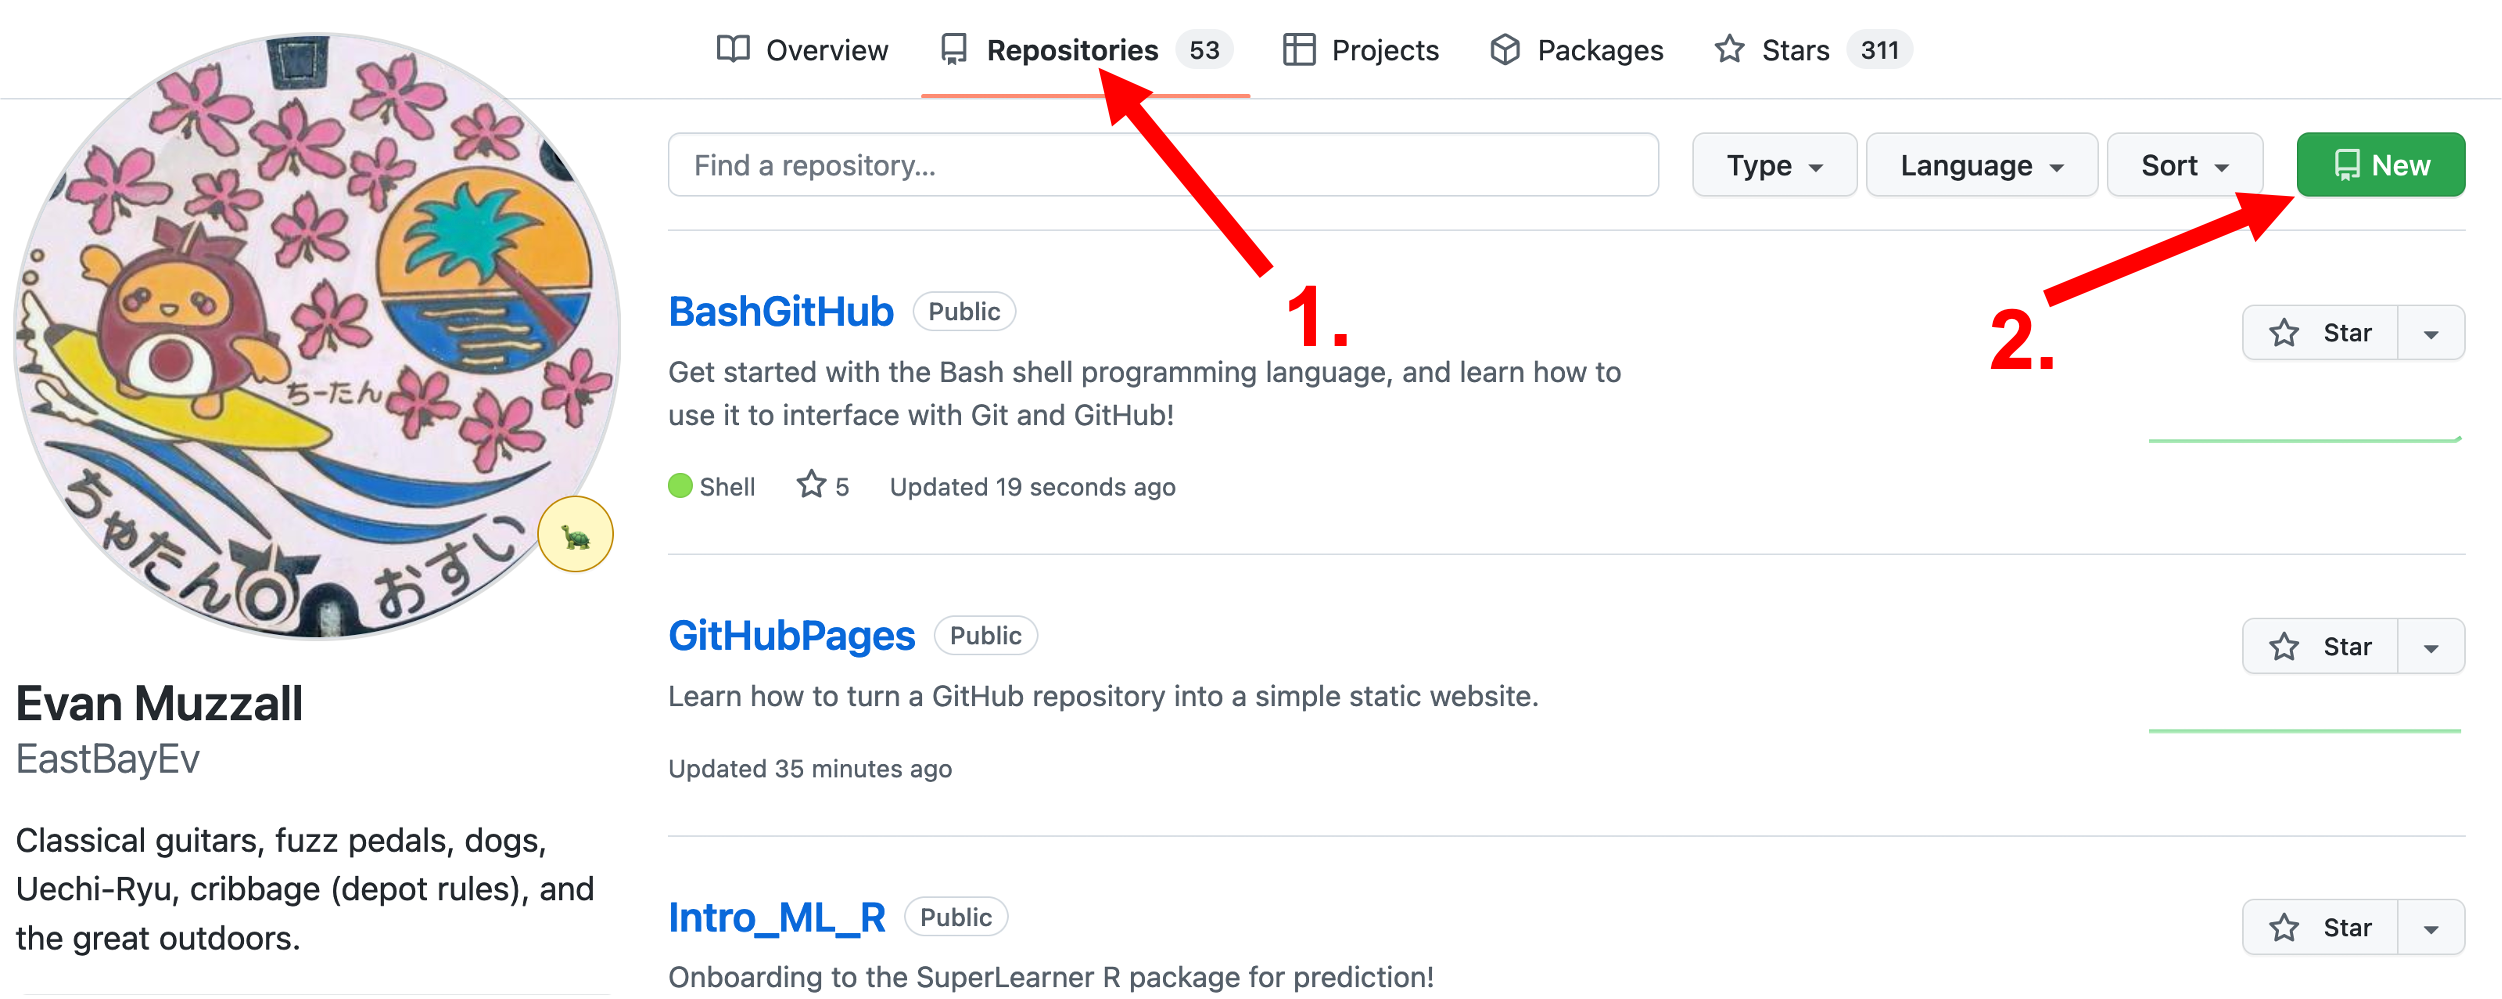 Overview
Repositories 53
Projects
Packages
Stars 311
Find a repository...
Type
Language
Sort
New
1.
2.
ちーたん
ちゃたん おすい
Evan Muzzall
EastBayEv
Classical guitars, fuzz pedals, dogs,
Uechi-Ryu, cribbage (depot rules), and
the great outdoors.
BashGitHub Public
Star
Get started with the Bash shell programming language, and learn how to
use it to interface with Git and GitHub!
Shell 5 Updated 19 seconds ago
GitHubPages Public
Star
Learn how to turn a GitHub repository into a simple static website.
Updated 35 minutes ago
Intro_ML_R Public
Star
Onboarding to the SuperLearner R package for prediction!